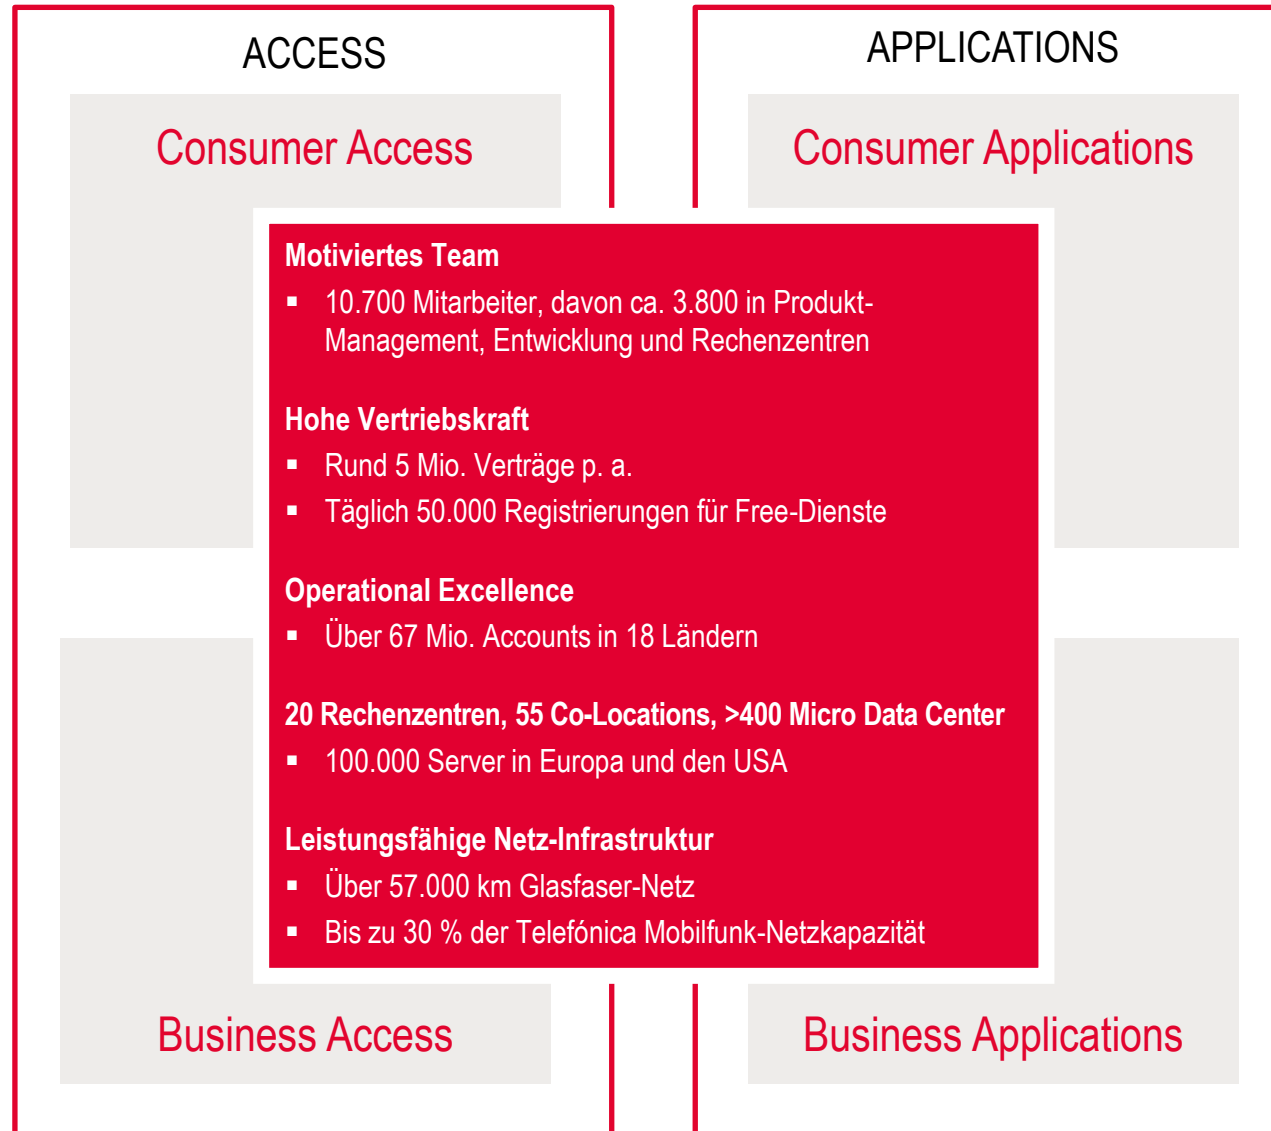 ACCESS
APPLICATIONS
Consumer Access
Consumer Applications
Motiviertes Team
▪ 10.700 Mitarbeiter, davon ca. 3.800 in Produkt-
Management, Entwicklung und Rechenzentren
Hohe Vertriebskraft
▪ Rund 5 Mio. Verträge p. a.
▪ Täglich 50.000 Registrierungen für Free-Dienste
Operational Excellence
▪ Über 67 Mio. Accounts in 18 Ländern
20 Rechenzentren, 55 Co-Locations, >400 Micro Data Center
▪ 100.000 Server in Europa und den USA
Leistungsfähige Netz-Infrastruktur
▪ Über 57.000 km Glasfaser-Netz
▪ Bis zu 30 % der Telefónica Mobilfunk-Netzkapazität
Business Access
Business Applications